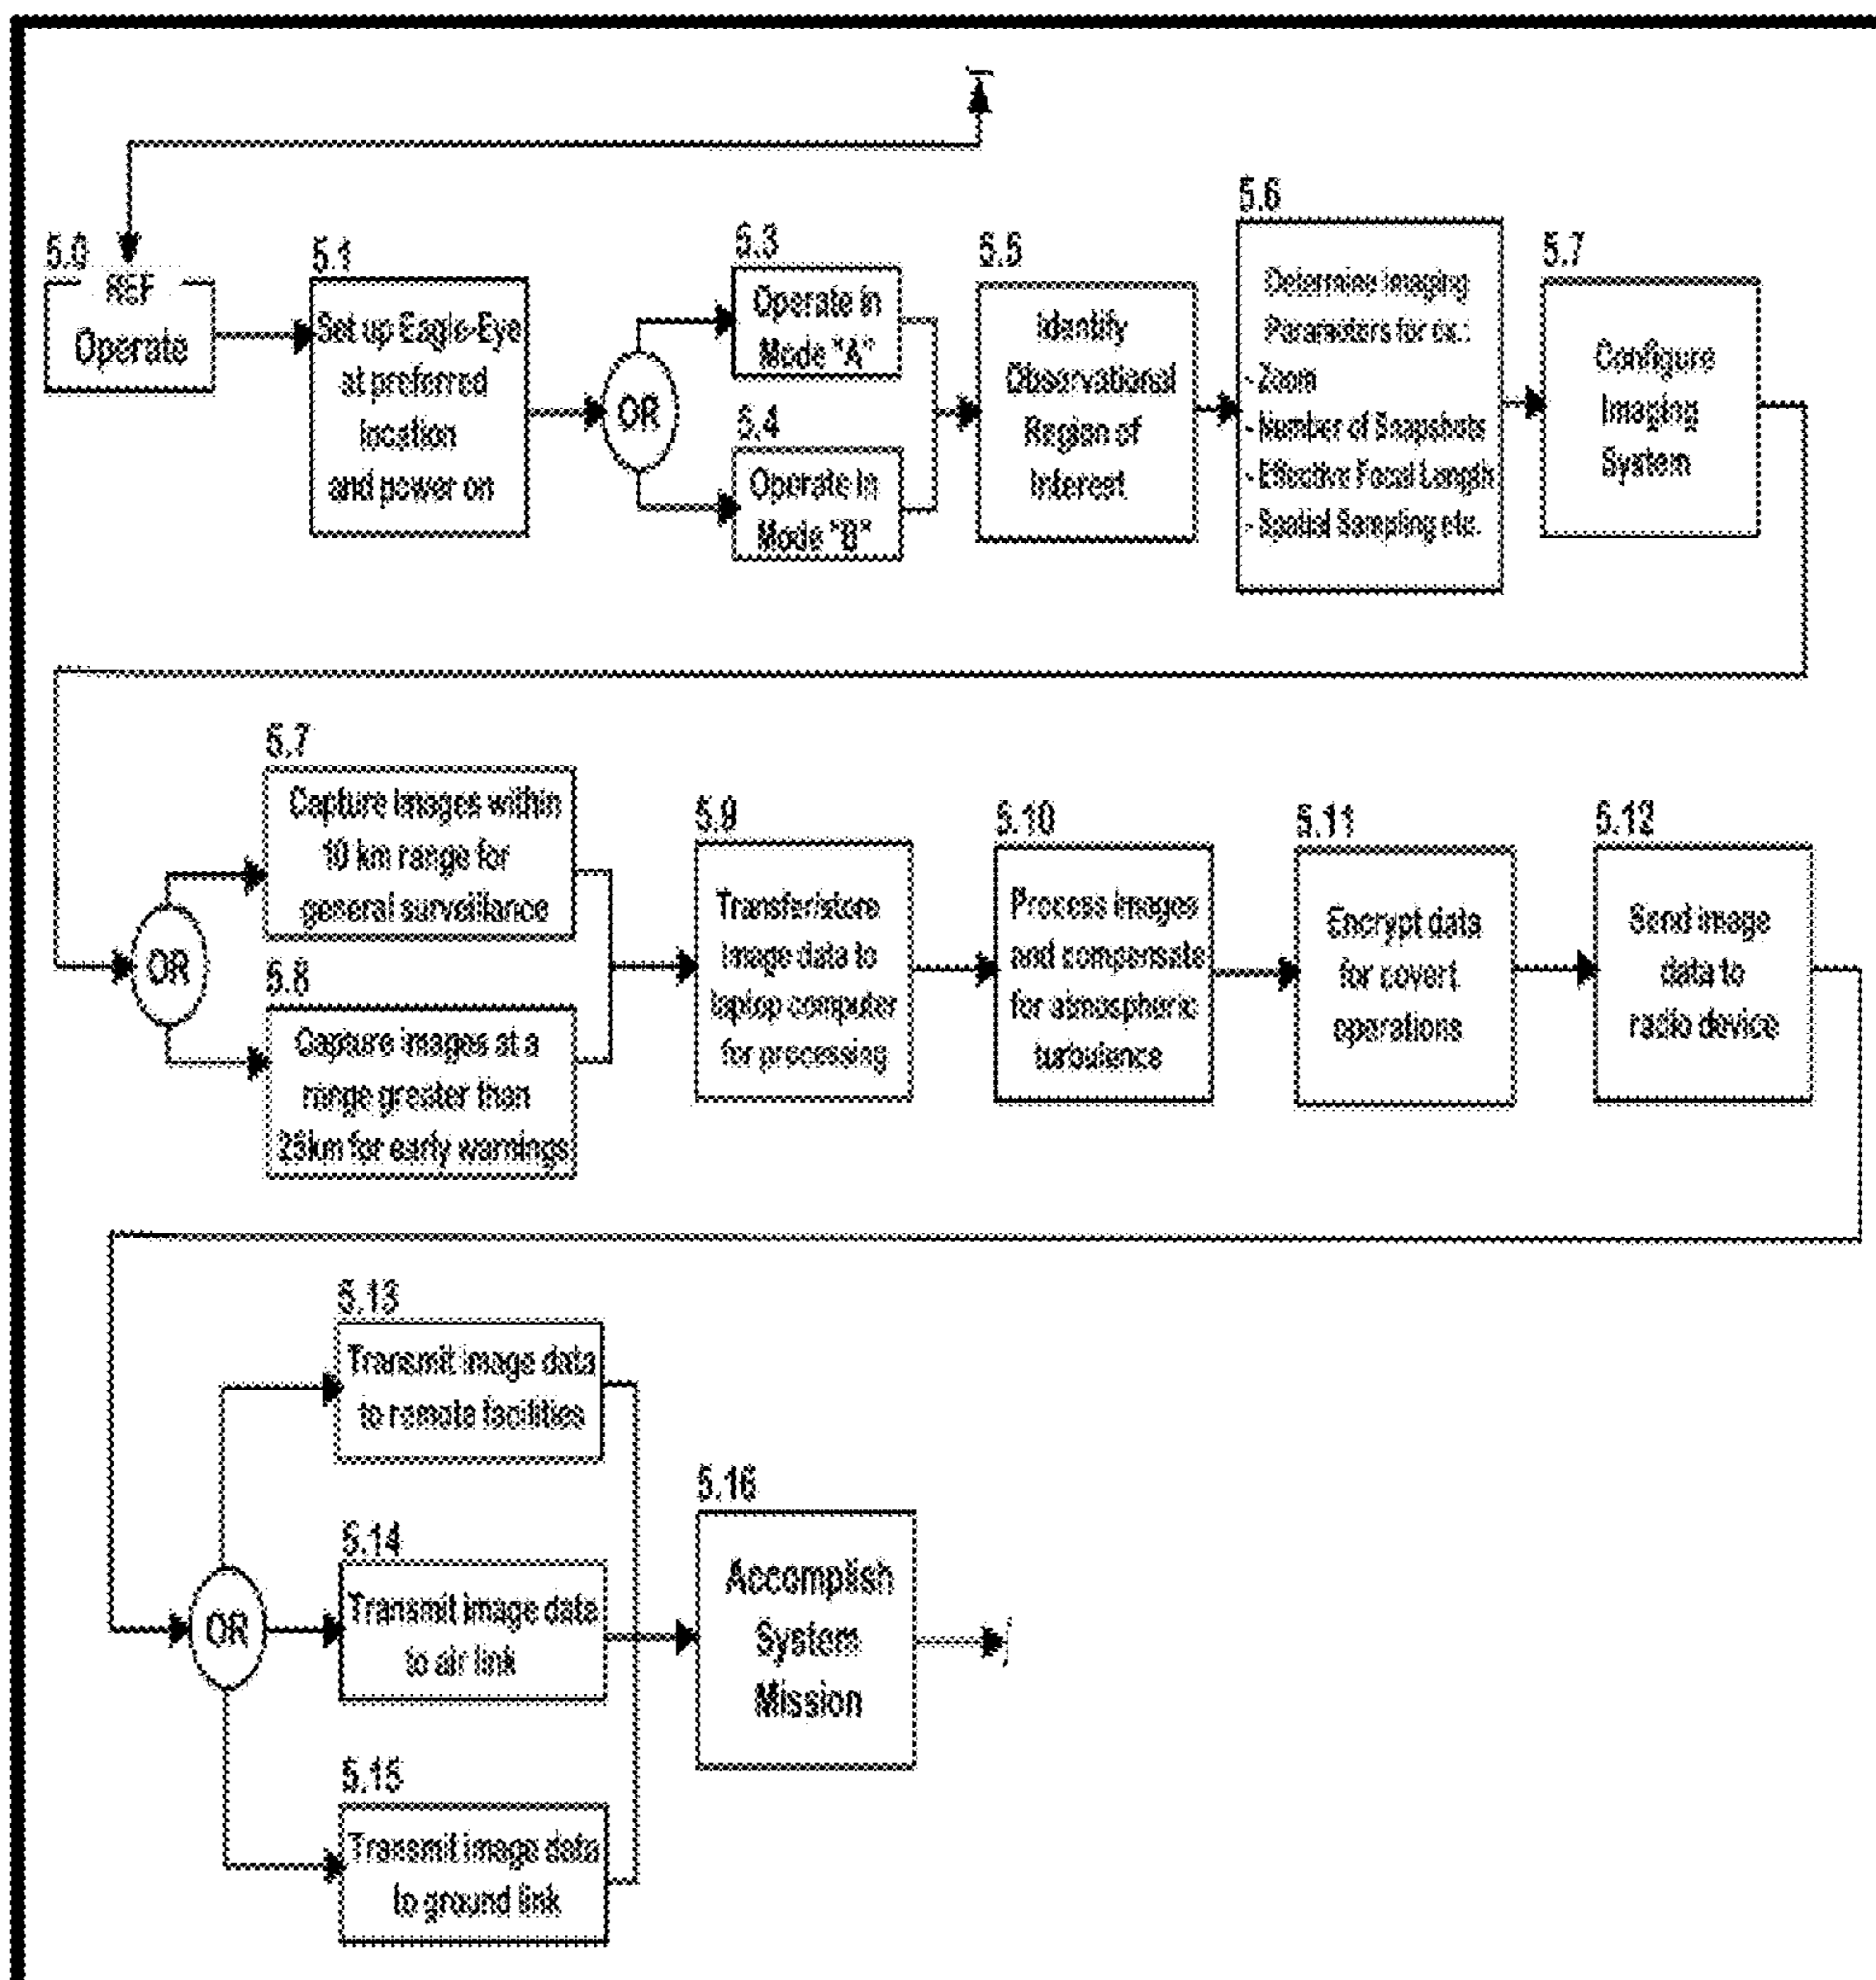 5.0
REF
Operate
5.1
Set up Eagle-Eye
at preferred
location
and power on
OR
5.3
Operate in
Mode "A"
5.4
Operate in
Mode "B"
5.5
Identify
Observational
Region of
Interest
5.6
Determine Imaging
Parameters for ex.:
- Zoom
- Number of Snapshots
- Effective Focal Length
- Spatial Sampling etc.
5.7
Configure
Imaging
System
OR
5.7
Capture Images within
10 km range for
general surveillance
5.8
Capture images at a
range greater than
25km for early warnings
5.9
Transfer/store
image data to
laptop computer
for processing
5.10
Process images
and compensate
for atmospheric
turbulence
5.11
Encrypt data
for covert
operations
5.12
Send image
data to
radio device
OR
5.13
Transmit image data
to remote facilities
5.14
Transmit image data
to air link
5.15
Transmit image data
to ground link
5.16
Accomplish
System
Mission